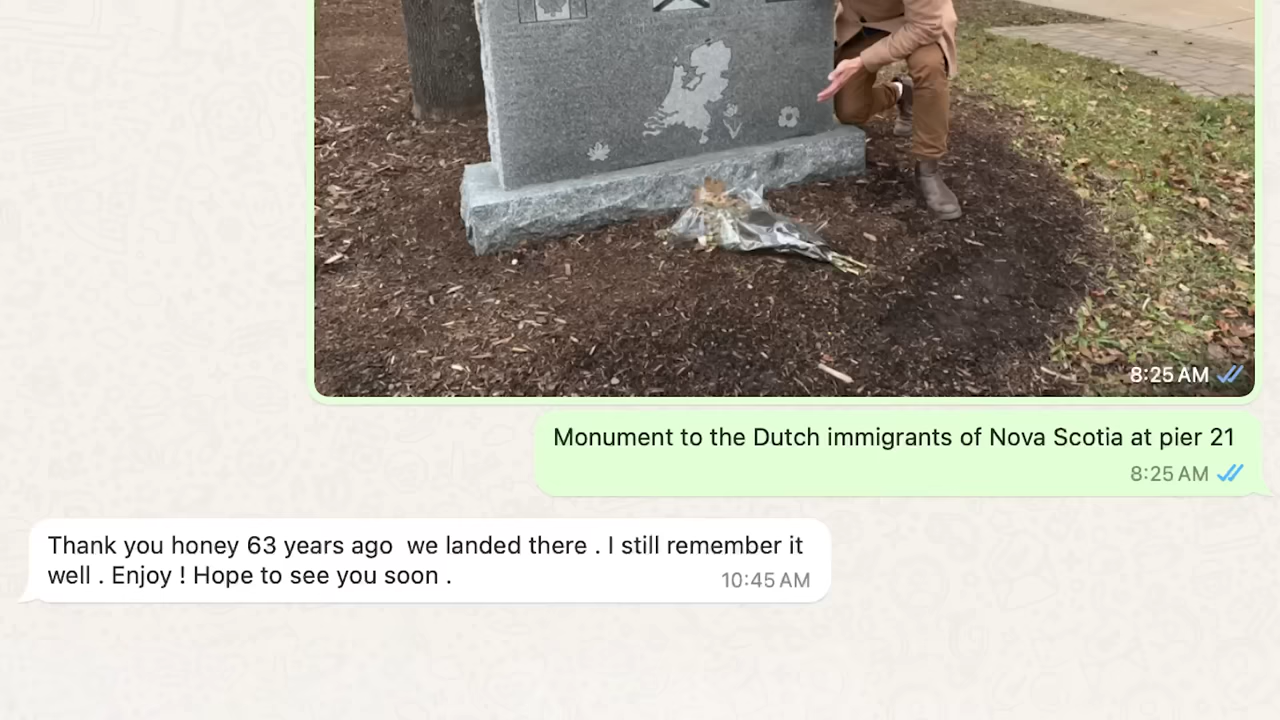 8:25 AM
Monument to the Dutch immigrants of Nova Scotia at pier 21
8:25 AM
Thank you honey 63 years ago  we landed there . I still remember it
well . Enjoy ! Hope to see you soon .
10:45 AM